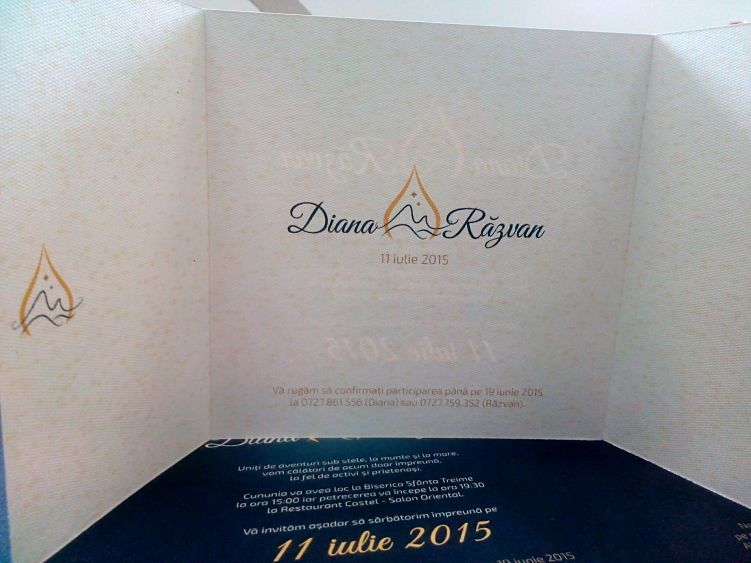 Diana Răzvan
11 iulie 2015
Vă rugăm să confirmați participarea până pe 19 iunie 2015
la 0727.861.556 (Diana) sau 0727.759.352 (Răzvan).
Diana
Uniți de aventuri sub stele, la munte și la mare,
vom călători de acum doar împreună,
la fel de activi și prietenoși.
Cununia va avea loc la Biserica Sfânta Treime
la ora 15:00 iar petrecerea va începe la ora 19:30
la Restaurant Castel - Salon Oriental.
Vă invităm așadar să sărbătorim împreună pe
11 iulie 2015
19 iunie 2015